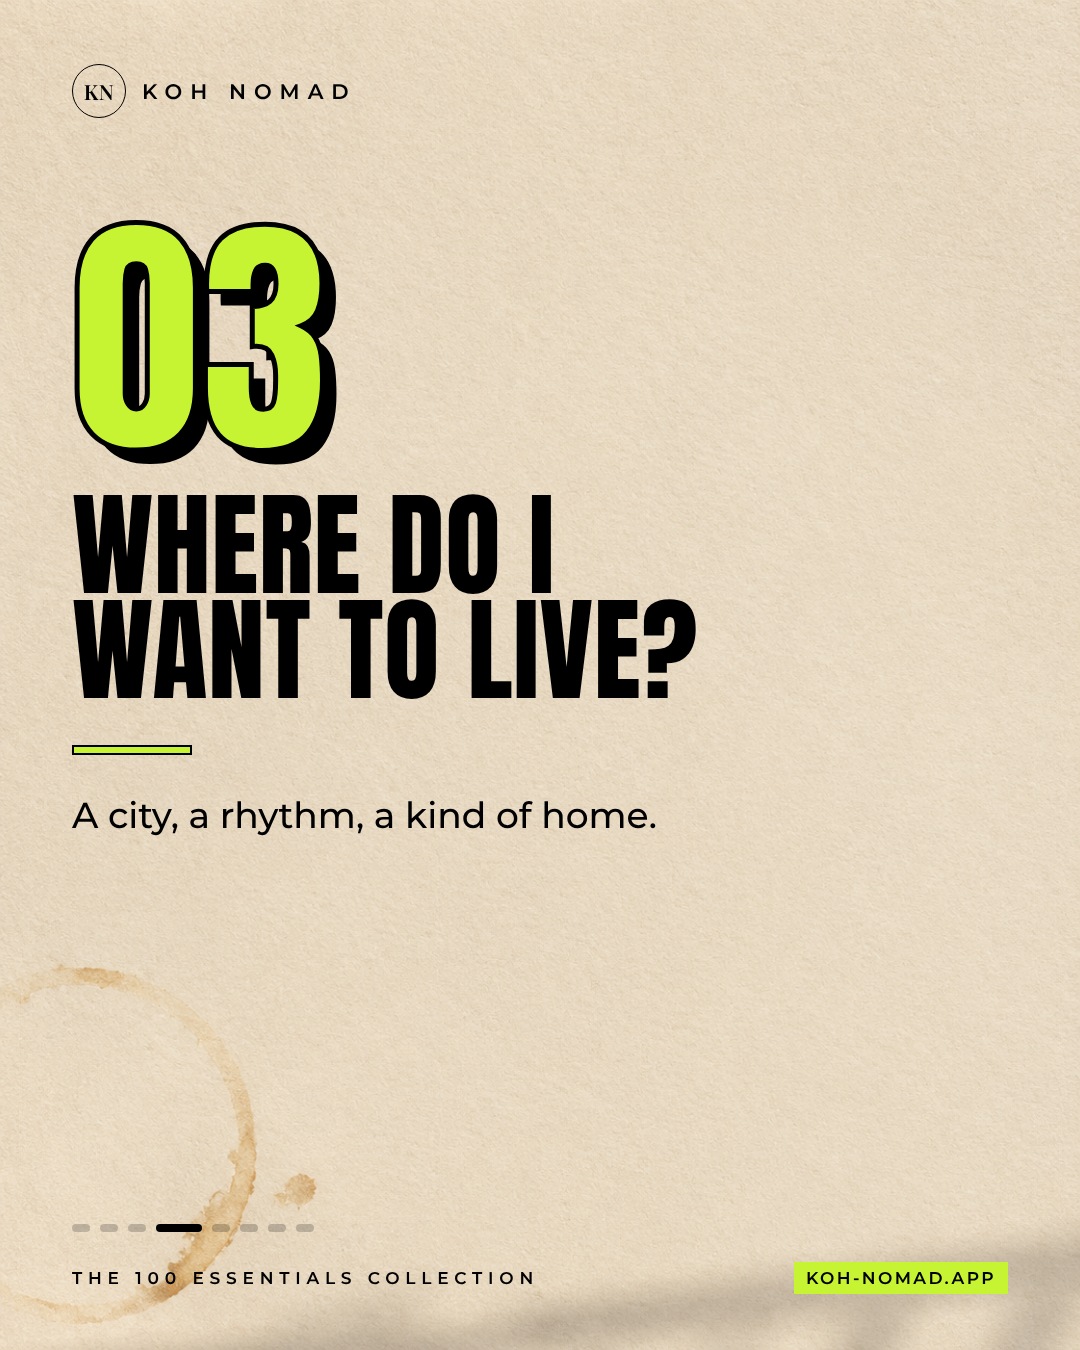 KN KOH NOMAD
03
WHERE DO I
WANT TO LIVE?
A city, a rhythm, a kind of home.
THE 100 ESSENTIALS COLLECTION
KOH-NOMAD.APP